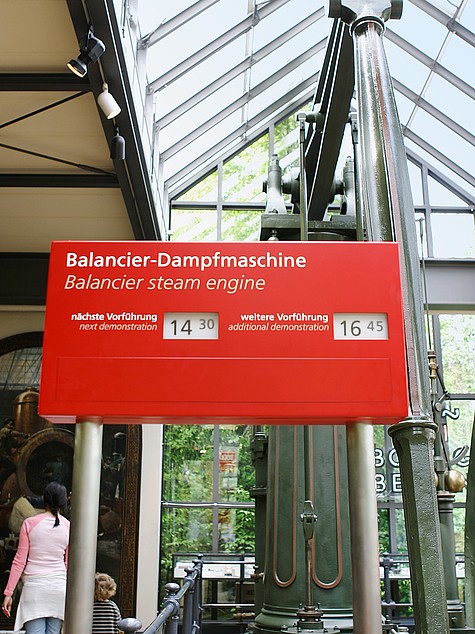 Balancier-Dampfmaschine
Balancier steam engine
nächste Vorführung
next demonstration
14 30
weitere Vorführung
additional demonstration
16 45